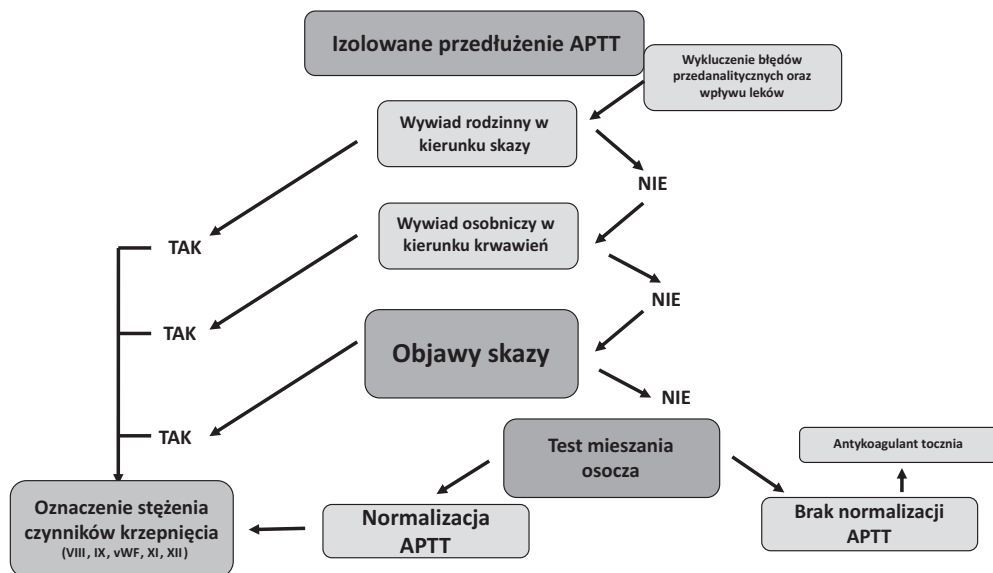 Izolowane przedłużenie APTT
Wykluczenie błędów
przedanalitycznych oraz
wpływu leków
Wywiad rodzinny w
kierunku skazy
NIE
Wywiad osobniczy w
kierunku krwawień
TAK
NIE
TAK
Objawy skazy
NIE
TAK
Test mieszania
osocza
Antykoagulant tocznia
Oznaczenie stężenia
czynników krzepnięcia
(VIII, IX, vWF, XI, XII)
Normalizacja
APTT
Brak normalizacji
APTT